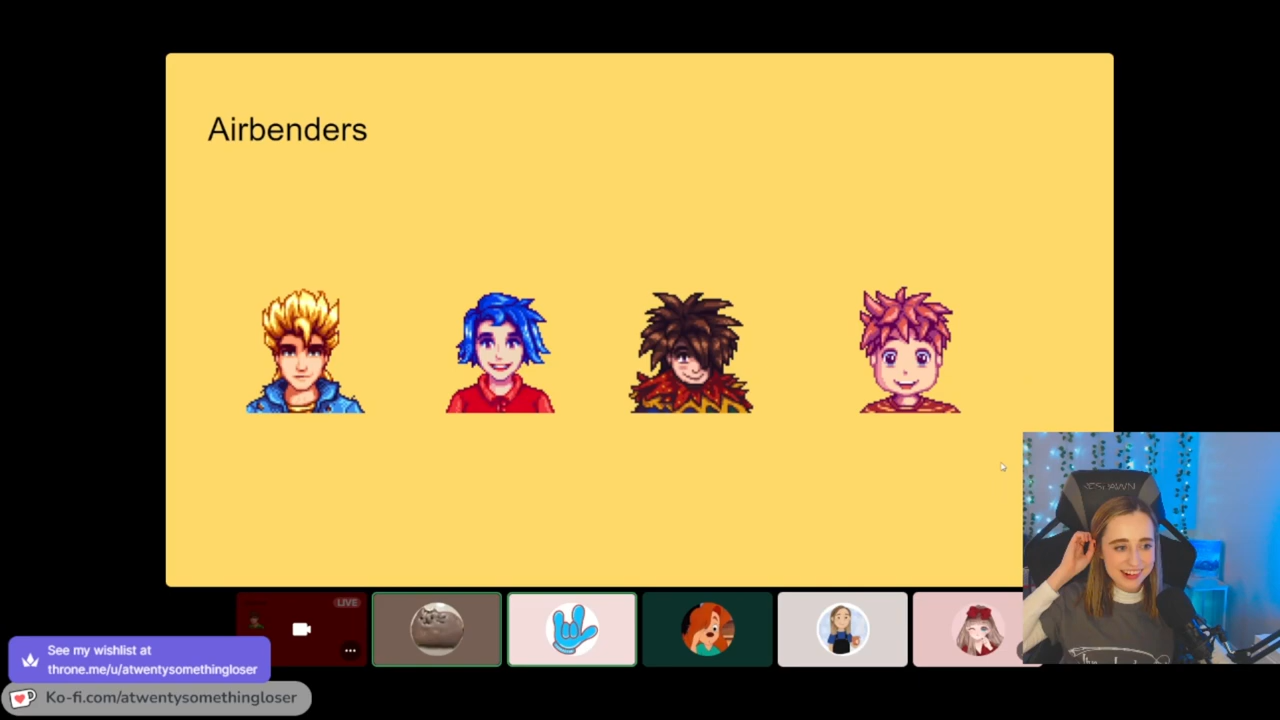 Airbenders
LIVE
See my wishlist at
throne.me/u/atwentysomethingloser
Ko-fi.com/atwentysomethingloser